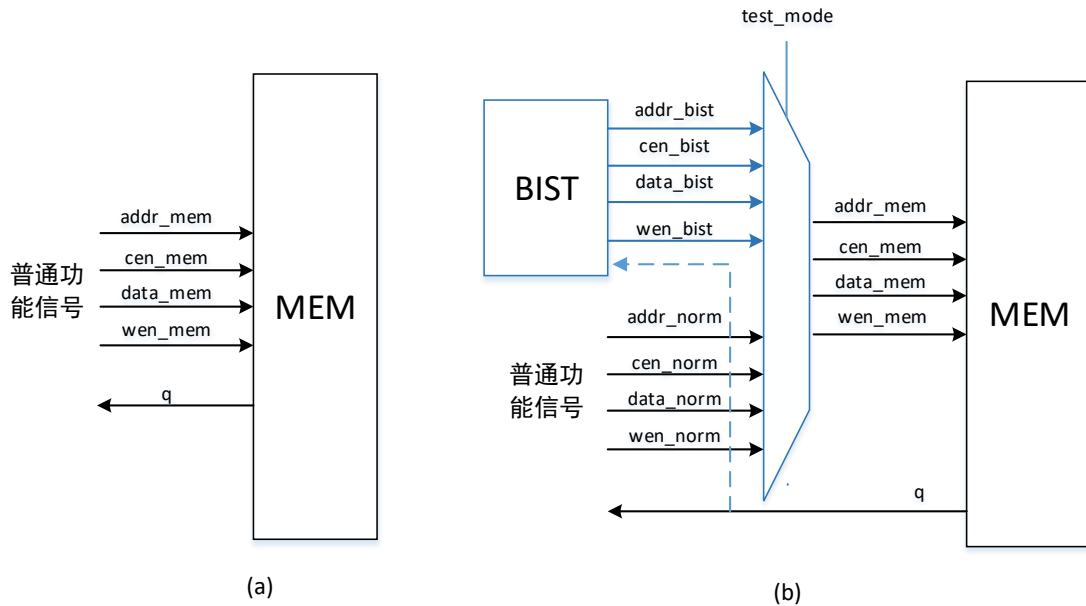 addr_mem
cen_mem
data_mem
wen_mem
普通功
能信号
MEM
q
(a)
test_mode
BIST
addr_bist
cen_bist
data_bist
wen_bist
addr_norm
cen_norm
data_norm
wen_norm
普通功
能信号
addr_mem
cen_mem
data_mem
wen_mem
MEM
q
(b)